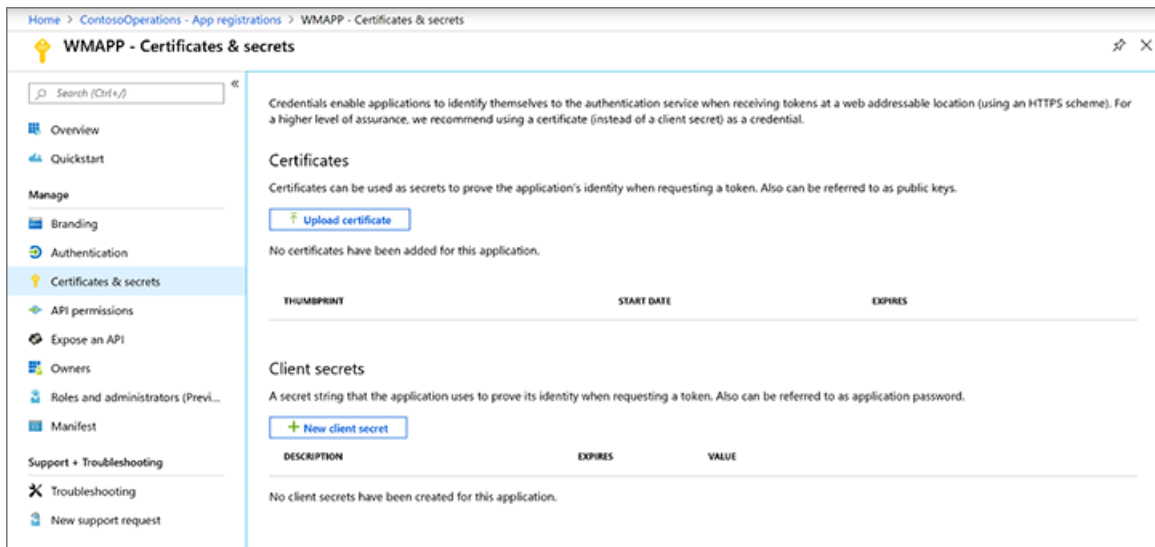 Home > ContosoOperations - App registrations > WMAPP - Certificates & secrets
WMAPP - Certificates & secrets
Search (Ctrl+/)
Overview
Quickstart
Manage
Branding
Authentication
Certificates & secrets
API permissions
Expose an API
Owners
Roles and administrators (Previ...
Manifest
Support + Troubleshooting
Troubleshooting
New support request
Credentials enable applications to identify themselves to the authentication service when receiving tokens at a web addressable location (using an HTTPS scheme). For
a higher level of assurance, we recommend using a certificate (instead of a client secret) as a credential.
Certificates
Certificates can be used as secrets to prove the application's identity when requesting a token. Also can be referred to as public keys.
Upload certificate
No certificates have been added for this application.
THUMBPRINT START DATE EXPIRES
Client secrets
A secret string that the application uses to prove its identity when requesting a token. Also can be referred to as application password.
New client secret
DESCRIPTION EXPIRES VALUE
No client secrets have been created for this application.